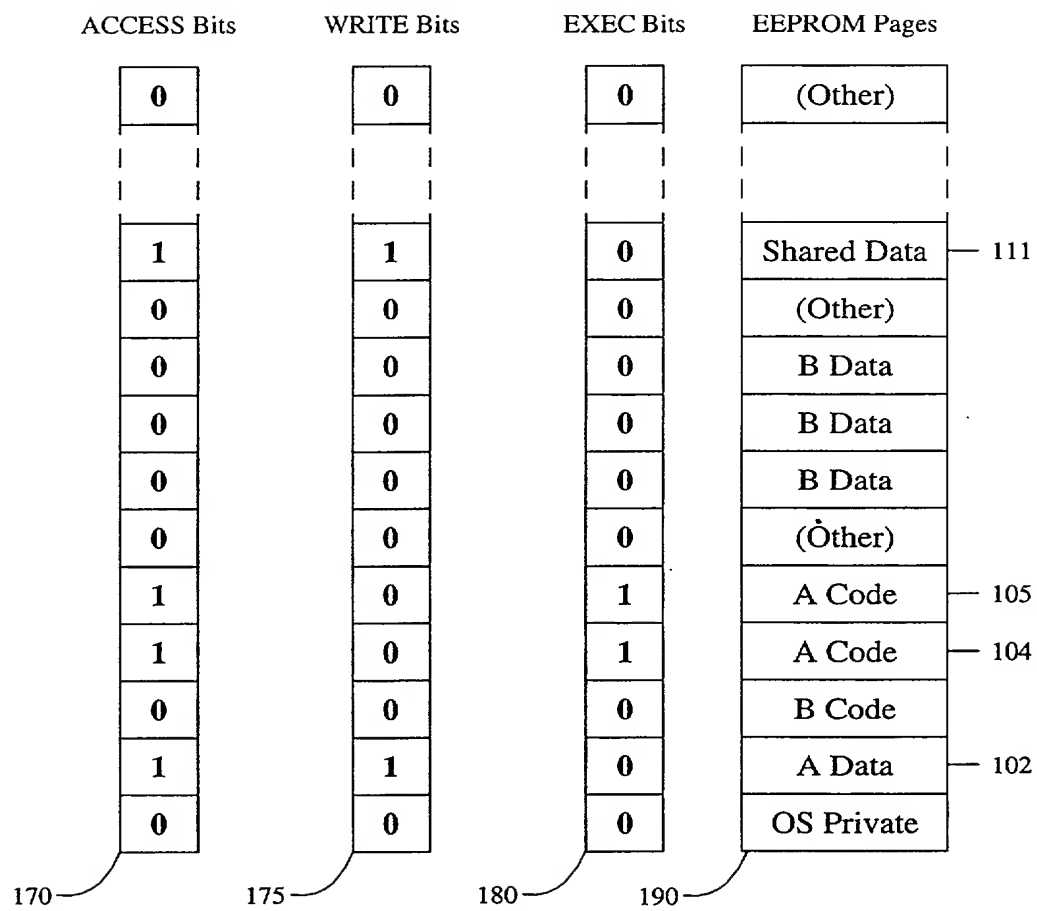 ACCESS Bits WRITE Bits EXEC Bits EEPROM Pages
0 0 0 (Other)
1 1 0 Shared Data 111
0 0 0 (Other)
0 0 0 B Data
0 0 0 B Data
0 0 0 B Data
0 0 0 (Other)
1 0 1 A Code 105
1 0 1 A Code 104
0 0 0 B Code
1 1 0 A Data 102
0 0 0 OS Private
170 175 180 190